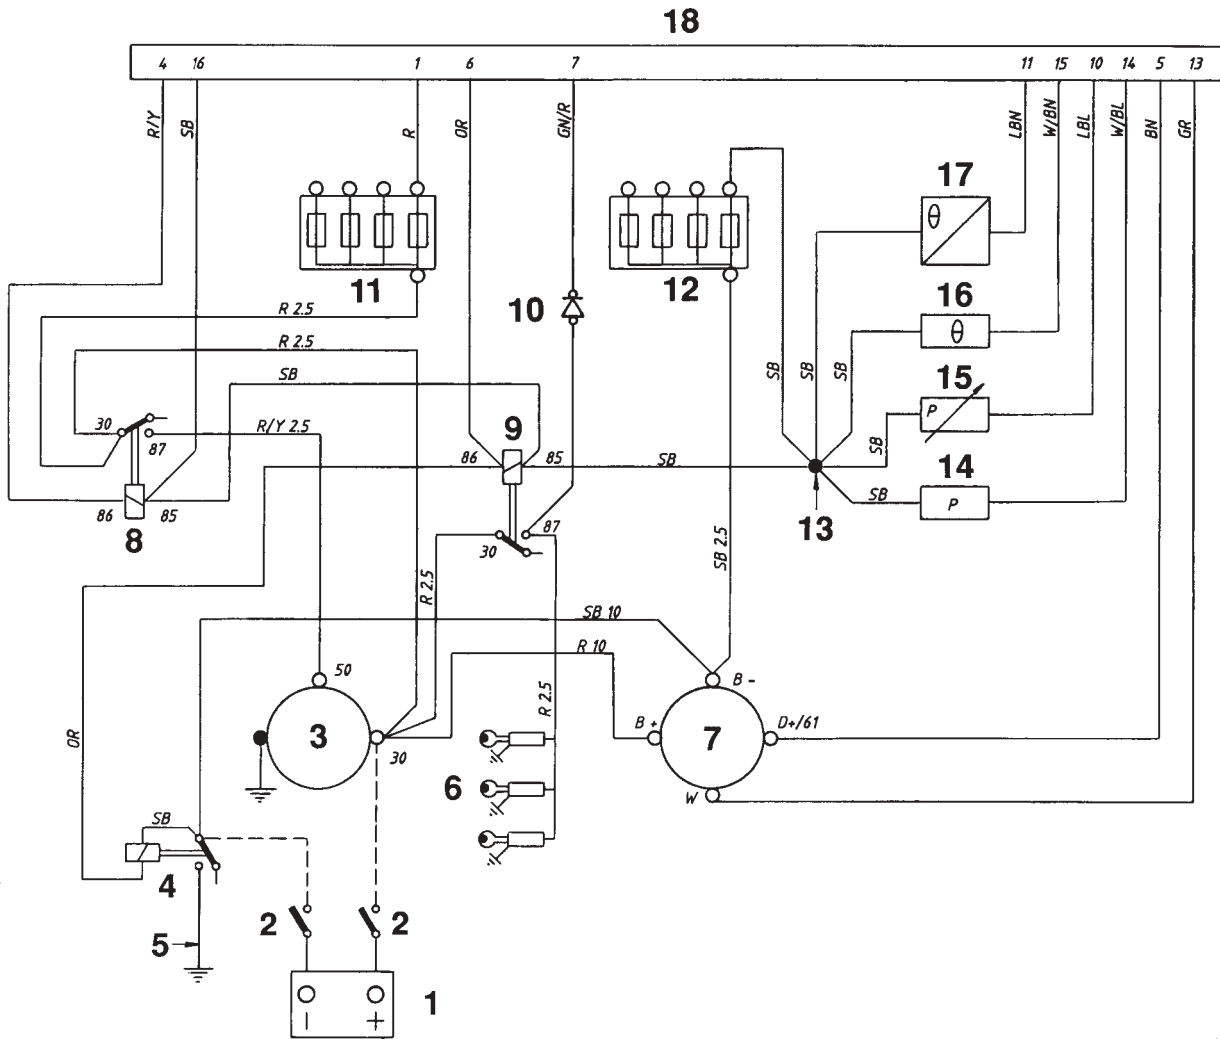 18
4 16 1 6 7 11 15 10 14 5 13
R/Y SB R OR GN/R LBN W/BN LBL W/BL BN GR
17
θ
11
12
10
16
θ
R 2.5
R 2.5
SB
SB SB SB
15
P
30
87
R/Y 2.5
9
86 85
SB
SB
14
P
SB
86 85
8
13
87
30
R 2.5
SB 2.5
SB 10
R 10
50
3
30
R 2.5
B -
B +
7
D+/61
W
OR
6
SB
4
5
2 2
1
− +